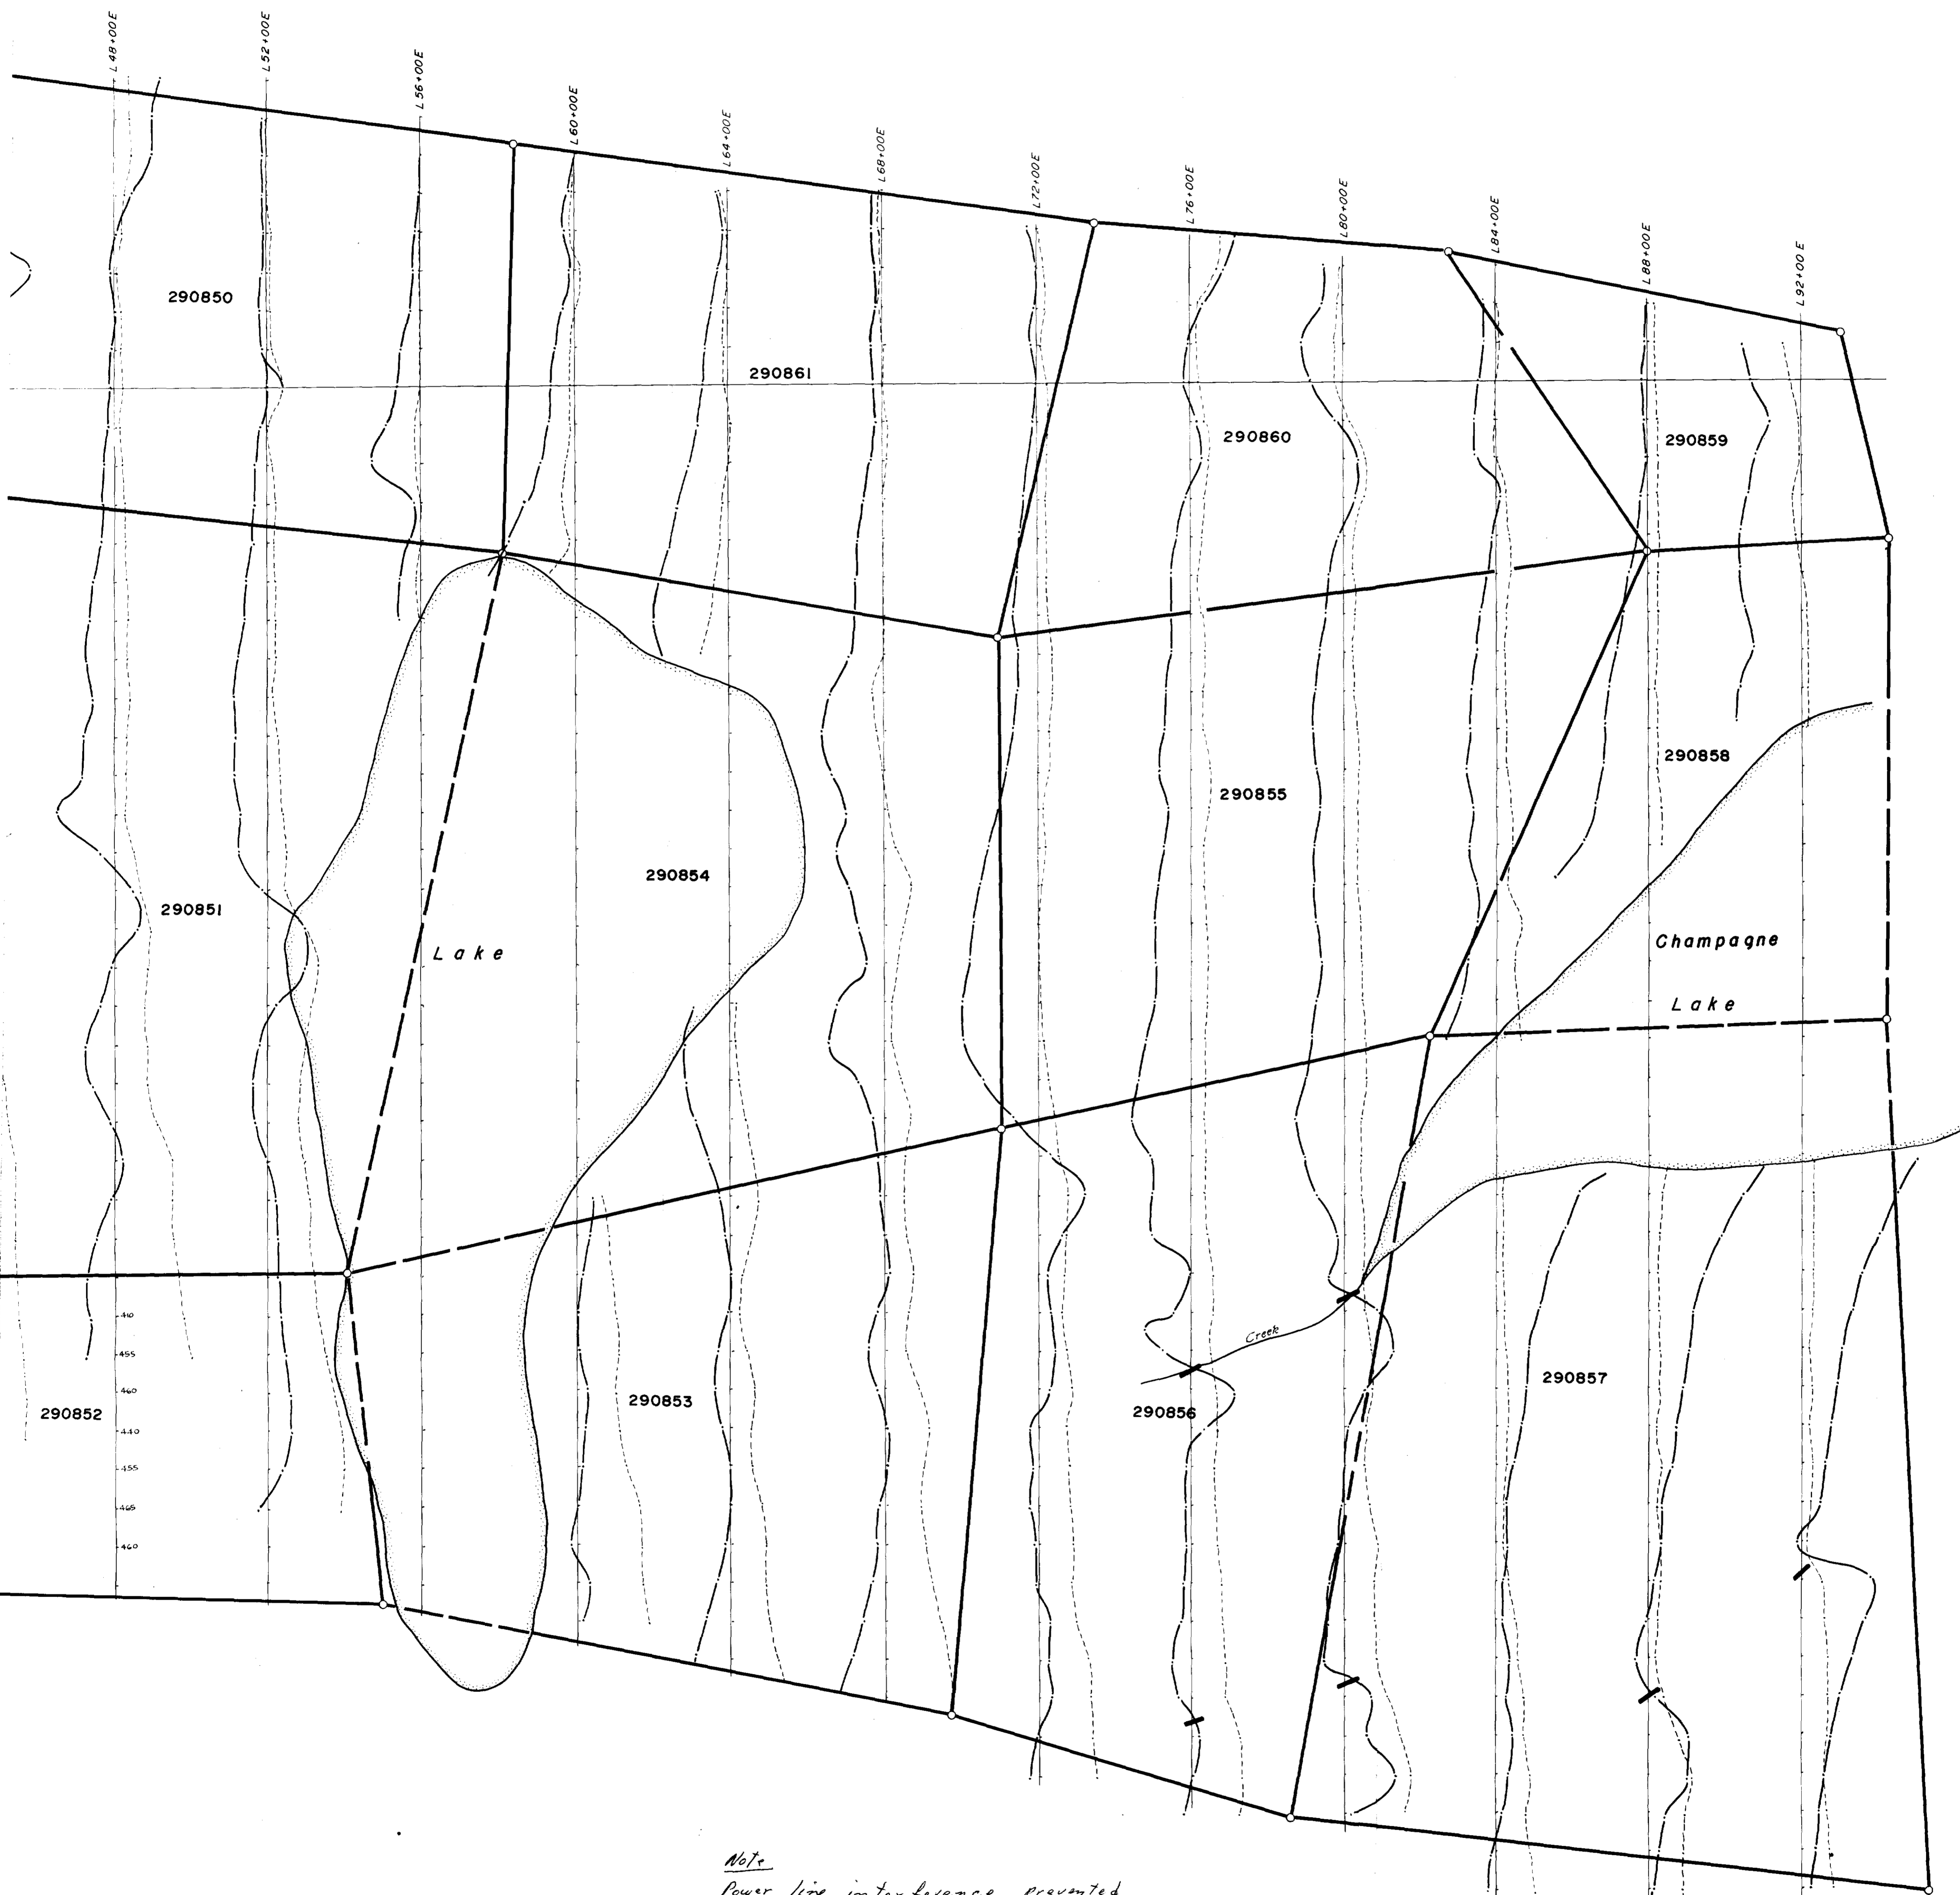 L48+00E
L52+00E
L56+00E
L60+00E
L64+00E
L68+00E
L72+00E
L76+00E
L80+00E
L84+00E
L88+00E
L92+00E
290850
290861
290860
290859
290858
290855
290854
290851
Lake
Champagne
Lake
410
455
460
440
455
465
460
Creek
290852
290853
290856
290857
Note
Power line interference prevented